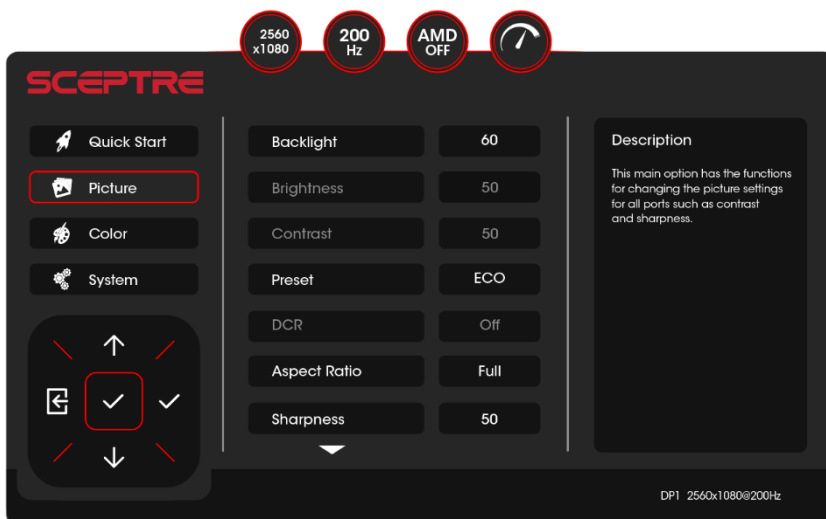 2560
x1080
200
Hz
AMD
OFF
SCEPTRE
Quick Start
Picture
Color
System
Backlight 60
Brightness 50
Contrast 50
Preset ECO
DCR Off
Aspect Ratio Full
Sharpness 50
Description
This main option has the functions
for changing the picture settings
for all ports such as contrast
and sharpness.
DP1 2560x1080@200Hz